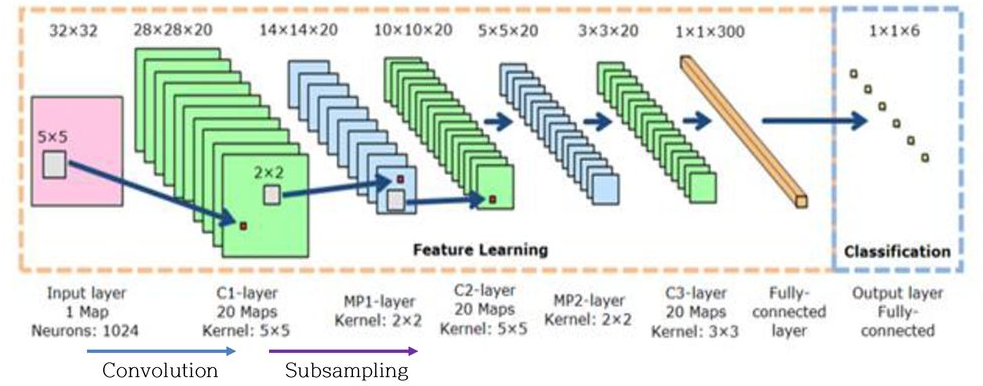 32×32
28×28×20
14×14×20
10×10×20
5×5×20
3×3×20
1×1×300
1×1×6
5×5
2×2
Feature Learning
Classification
Input layer
1 Map
Neurons: 1024
C1-layer
20 Maps
Kernel: 5×5
MP1-layer
Kernel: 2×2
C2-layer
20 Maps
Kernel: 5×5
MP2-layer
Kernel: 2×2
C3-layer
20 Maps
Kernel: 3×3
Fully-
connected
layer
Output layer
Fully-
connected
Convolution
Subsampling